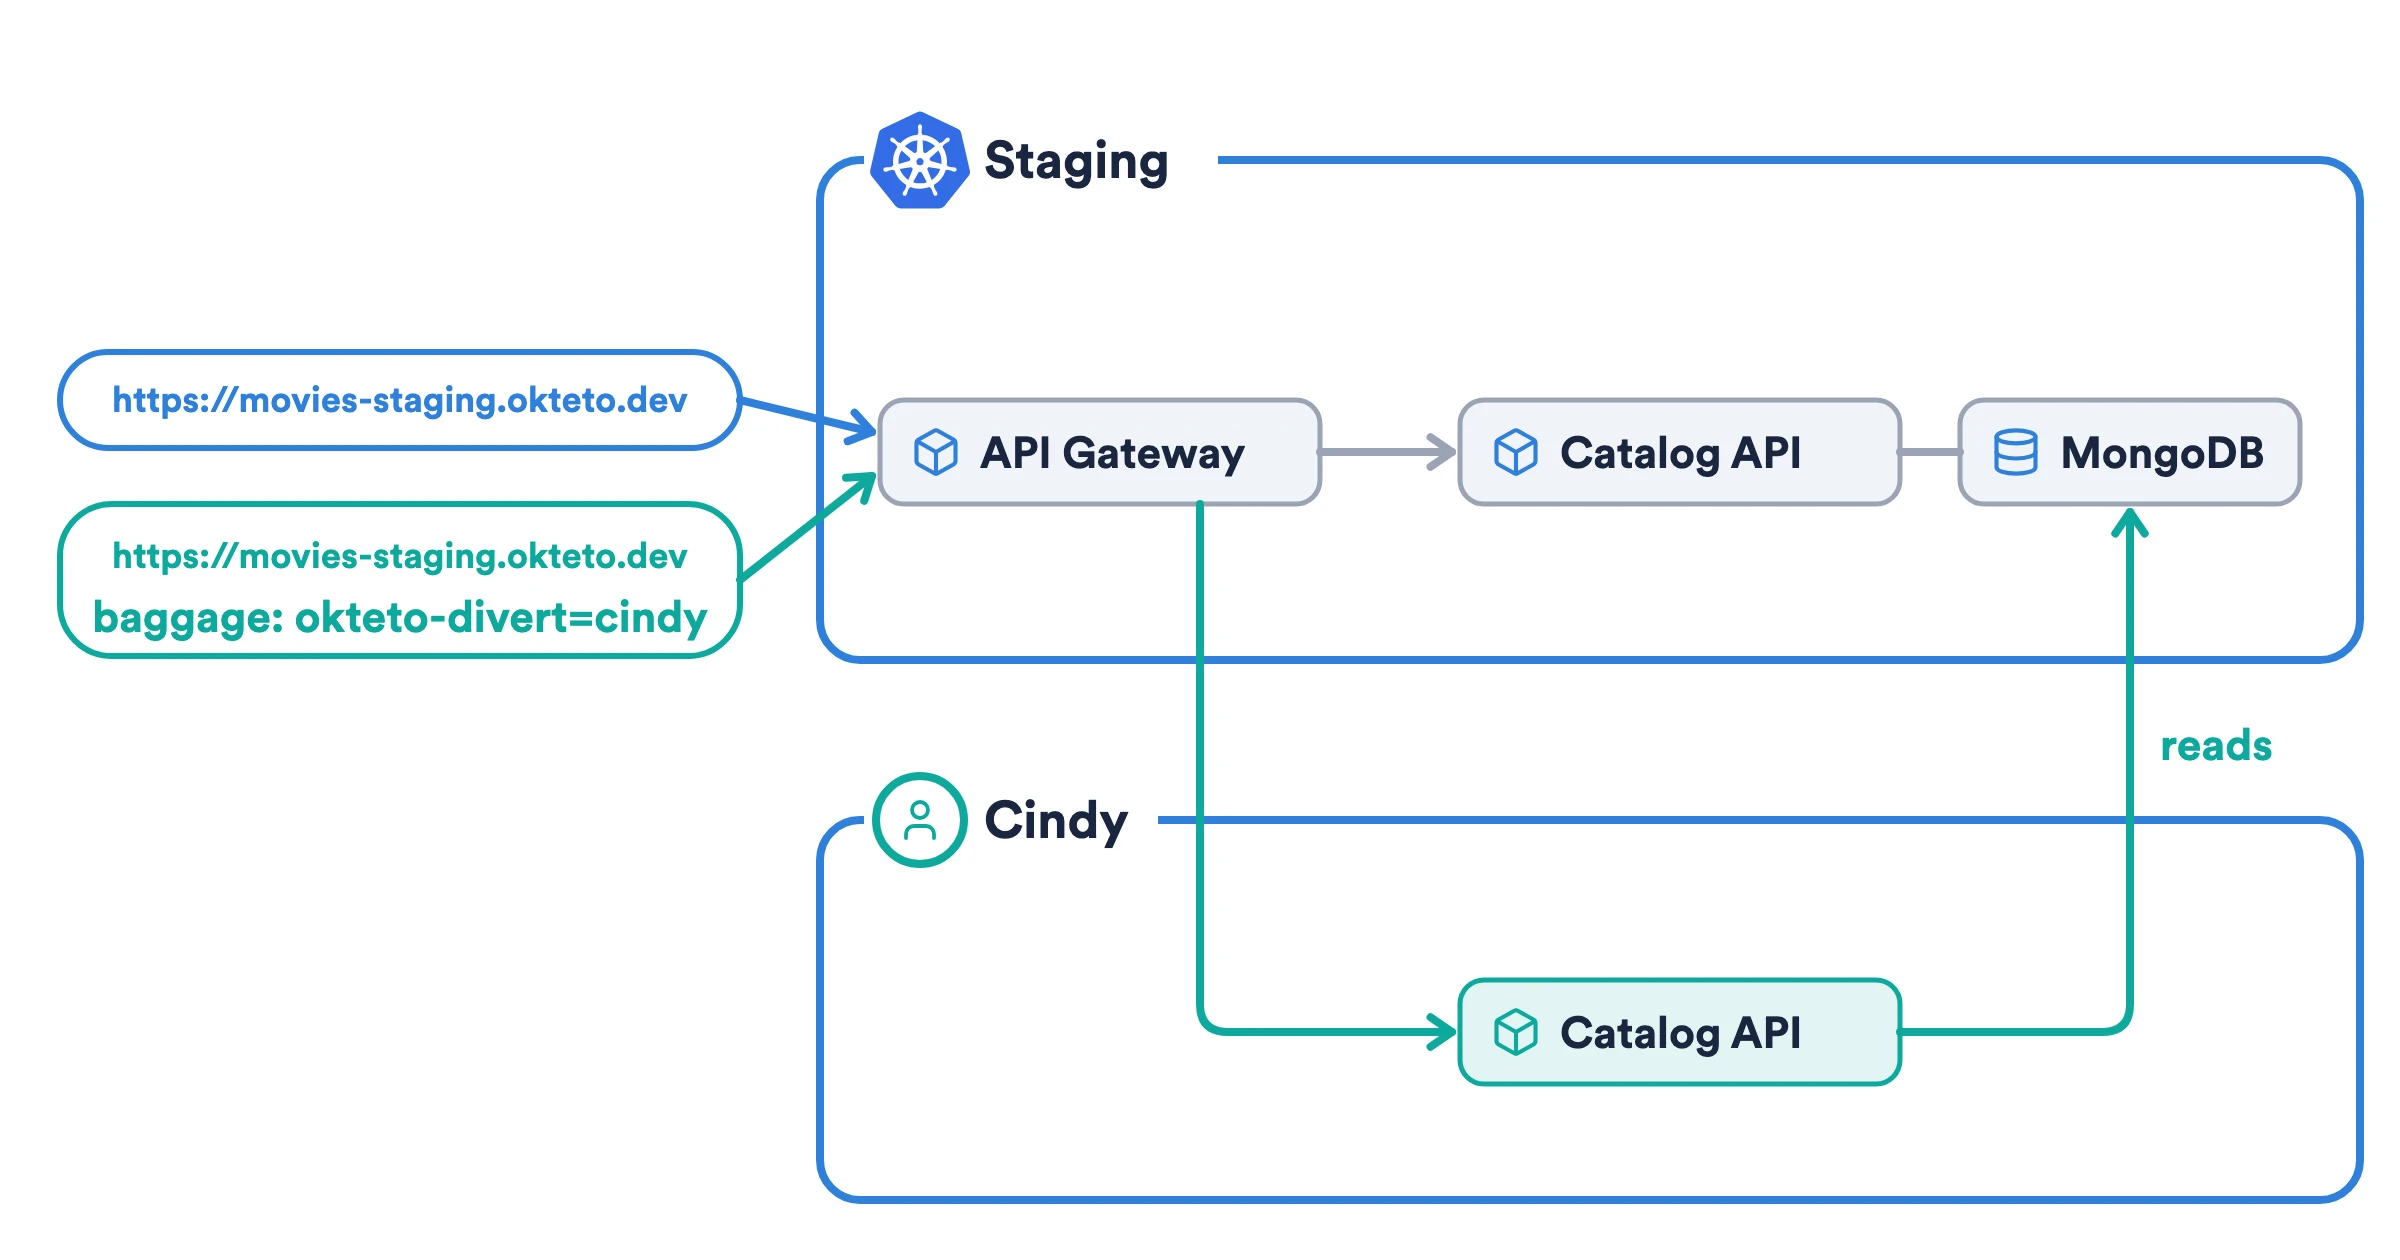 Staging
https://movies-staging.okteto.dev
API Gateway
Catalog API
MongoDB
https://movies-staging.okteto.dev
baggage: okteto-divert=cindy
reads
Cindy
Catalog API